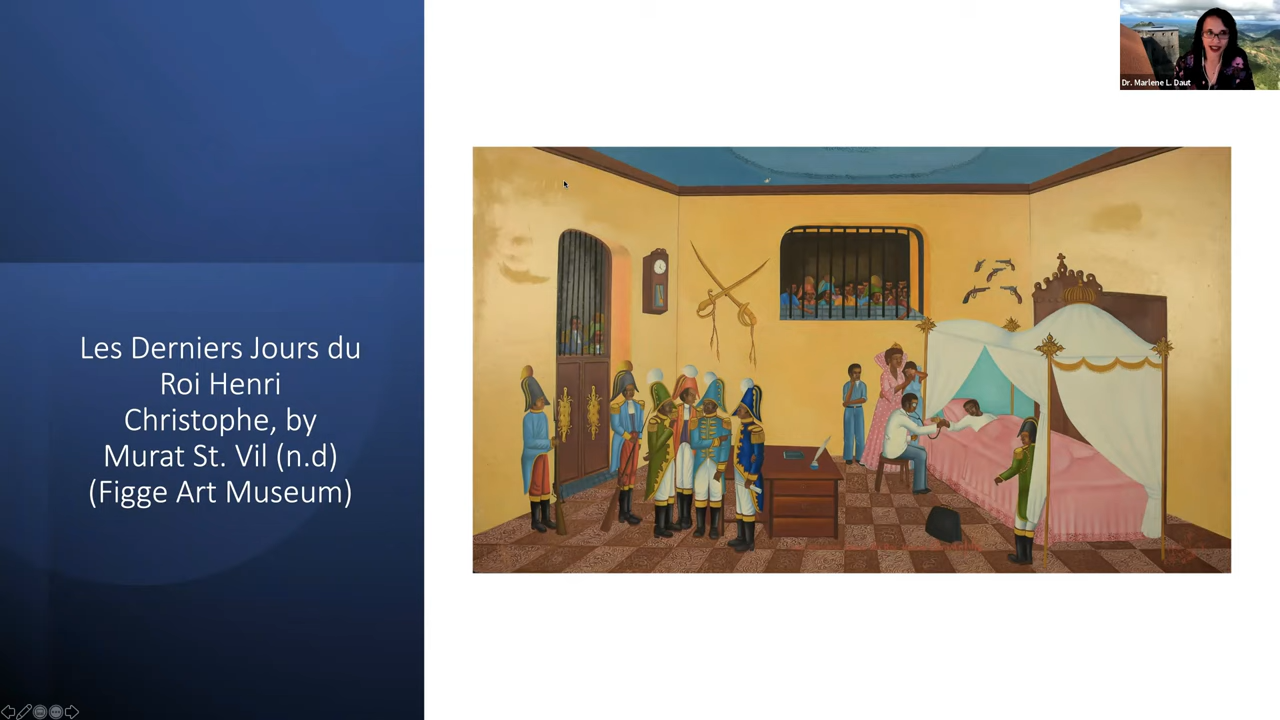 Dr. Marlene L. Daut
Les Derniers Jours du
Roi Henri
Christophe, by
Murat St. Vil (n.d)
(Figge Art Museum)